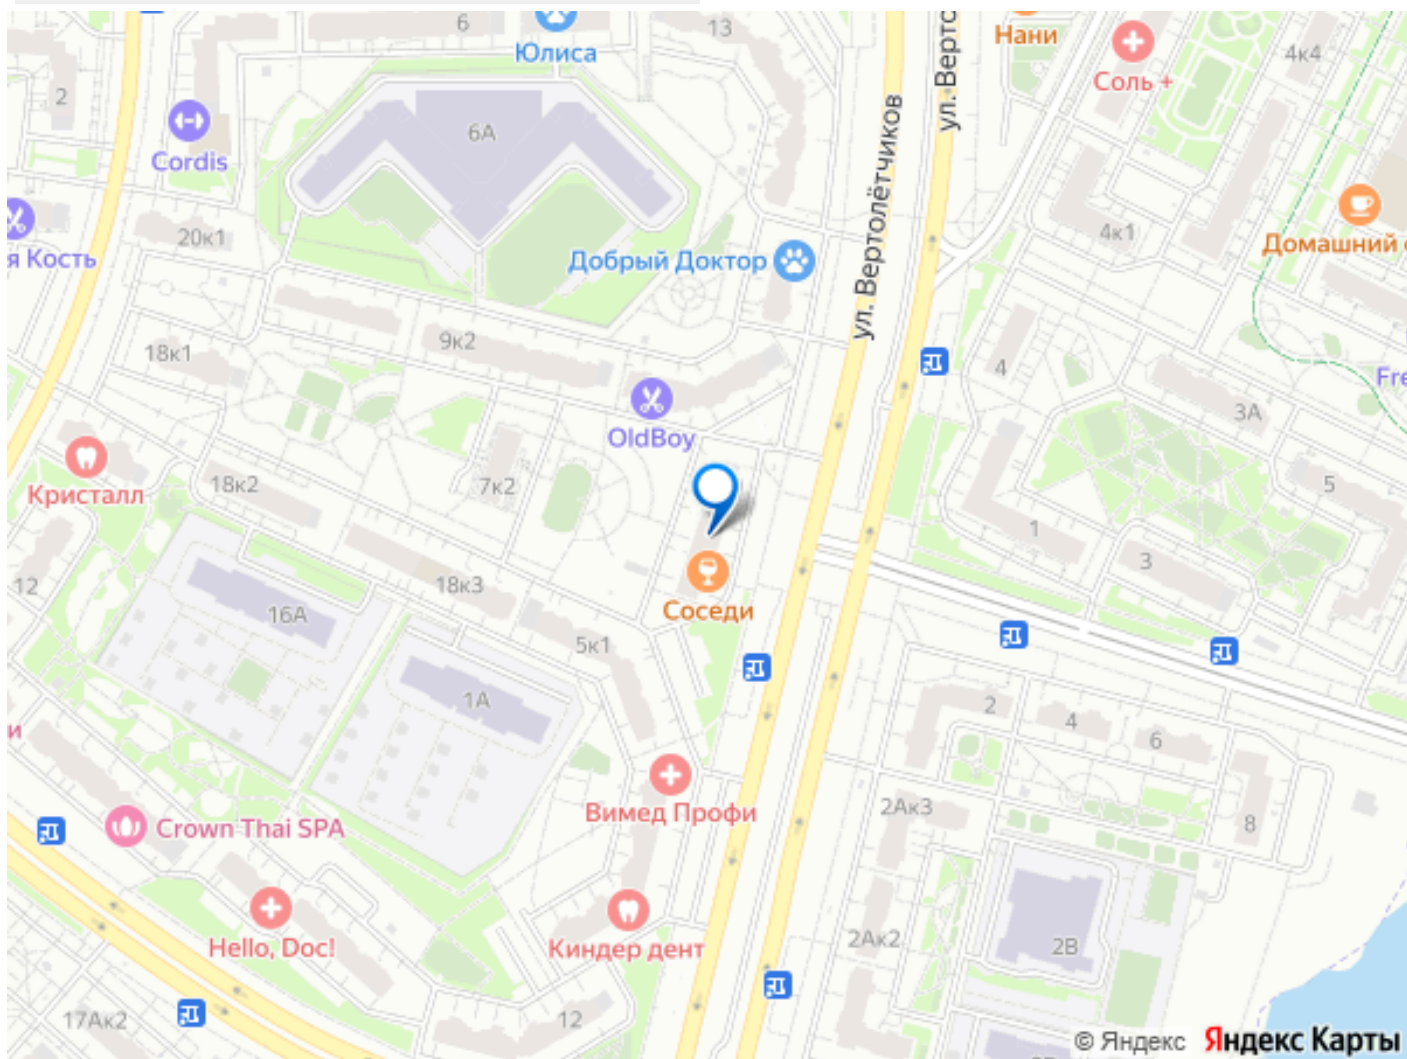 6
Юлиса
13
Нани
Соль +
4к4
2
Cordis
6А
ул. Вертолётчиков
ул. Верто
20к1
я Кость
Добрый Доктор
4к1
Домашний
18к1
9к2
4
Fre
3А
OldBoy
Кристалл
18к2
7к2
5
1
3
12
16А
18к3
Соседи
5к1
1А
2
4
6
и
Вимед Профи
2Ак3
8
Crown Thai SPA
Hello, Doc!
Киндер дент
2Ак2
2В
17Ак2
12
© Яндекс Яндекс Карты